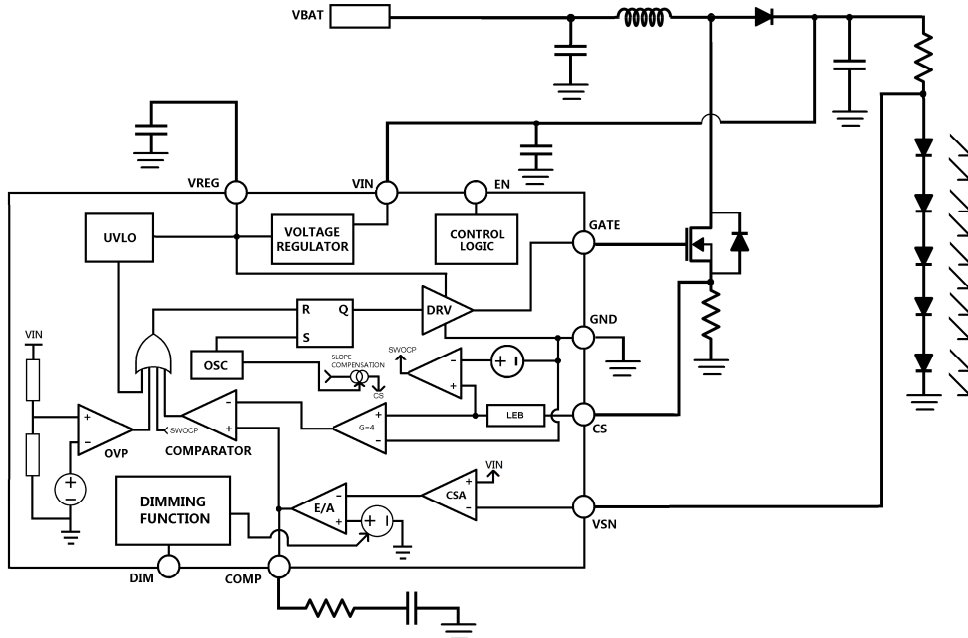 VBAT
VREG
VIN
EN
UVLO
VOLTAGE
REGULATOR
CONTROL
LOGIC
GATE
R
Q
S
DRV
GND
VIN
OSC
SLOPE
COMPENSATION
CS
SWOCP
+ I
-
+
LEB
CS
+
-
OVP
SWOCP
-
+
COMPARATOR
G=4
+
-
+
-
DIMMING
FUNCTION
E/A
-
+
+ I
CSA
+
-
VIN
VSN
DIM
COMP